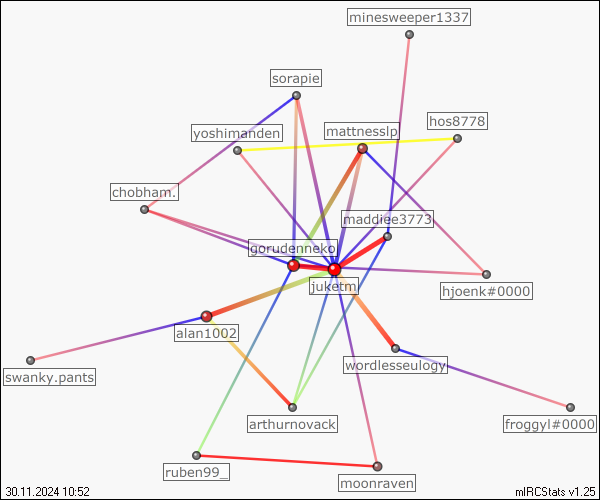 minesweeper1337
sorapie
hos8778
yoshimanden
mattnesslp
chobham.
maddiee3773
gorudenneko
juketm
hjoenk#0000
alan1002
wordlesseulogy
swanky.pants
arthurnovack
froggyl#0000
ruben99_
moonraven
30.11.2024 10:52
mIRCStats v1.25